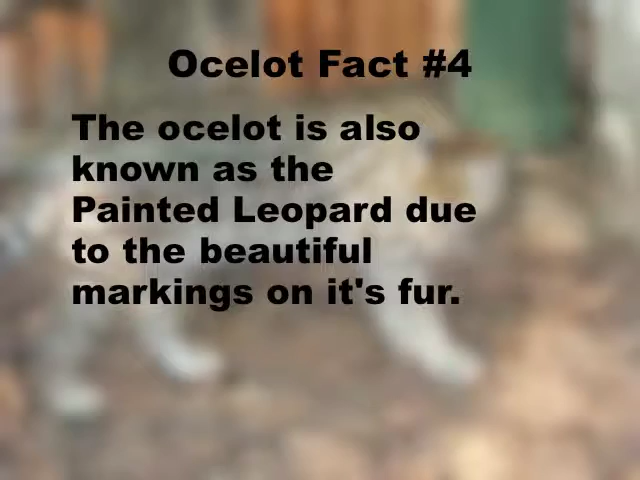 Ocelot Fact #4
The ocelot is also
known as the
Painted Leopard due
to the beautiful
markings on it's fur.